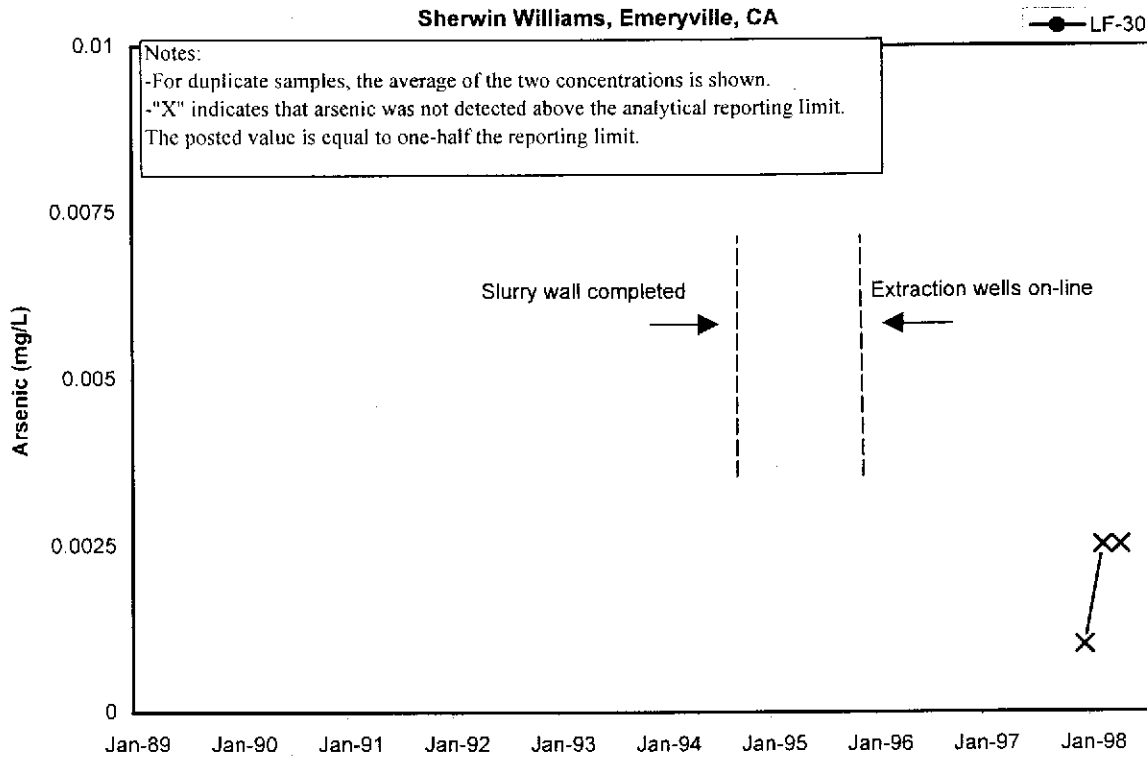 Sherwin Williams, Emeryville, CA
LF-30
Notes:
-For duplicate samples, the average of the two concentrations is shown.
-"X" indicates that arsenic was not detected above the analytical reporting limit.
The posted value is equal to one-half the reporting limit.
0.01
0.0075
0.005
0.0025
0
Arsenic (mg/L)
Slurry wall completed
Extraction wells on-line
Jan-89 Jan-90 Jan-91 Jan-92 Jan-93 Jan-94 Jan-95 Jan-96 Jan-97 Jan-98